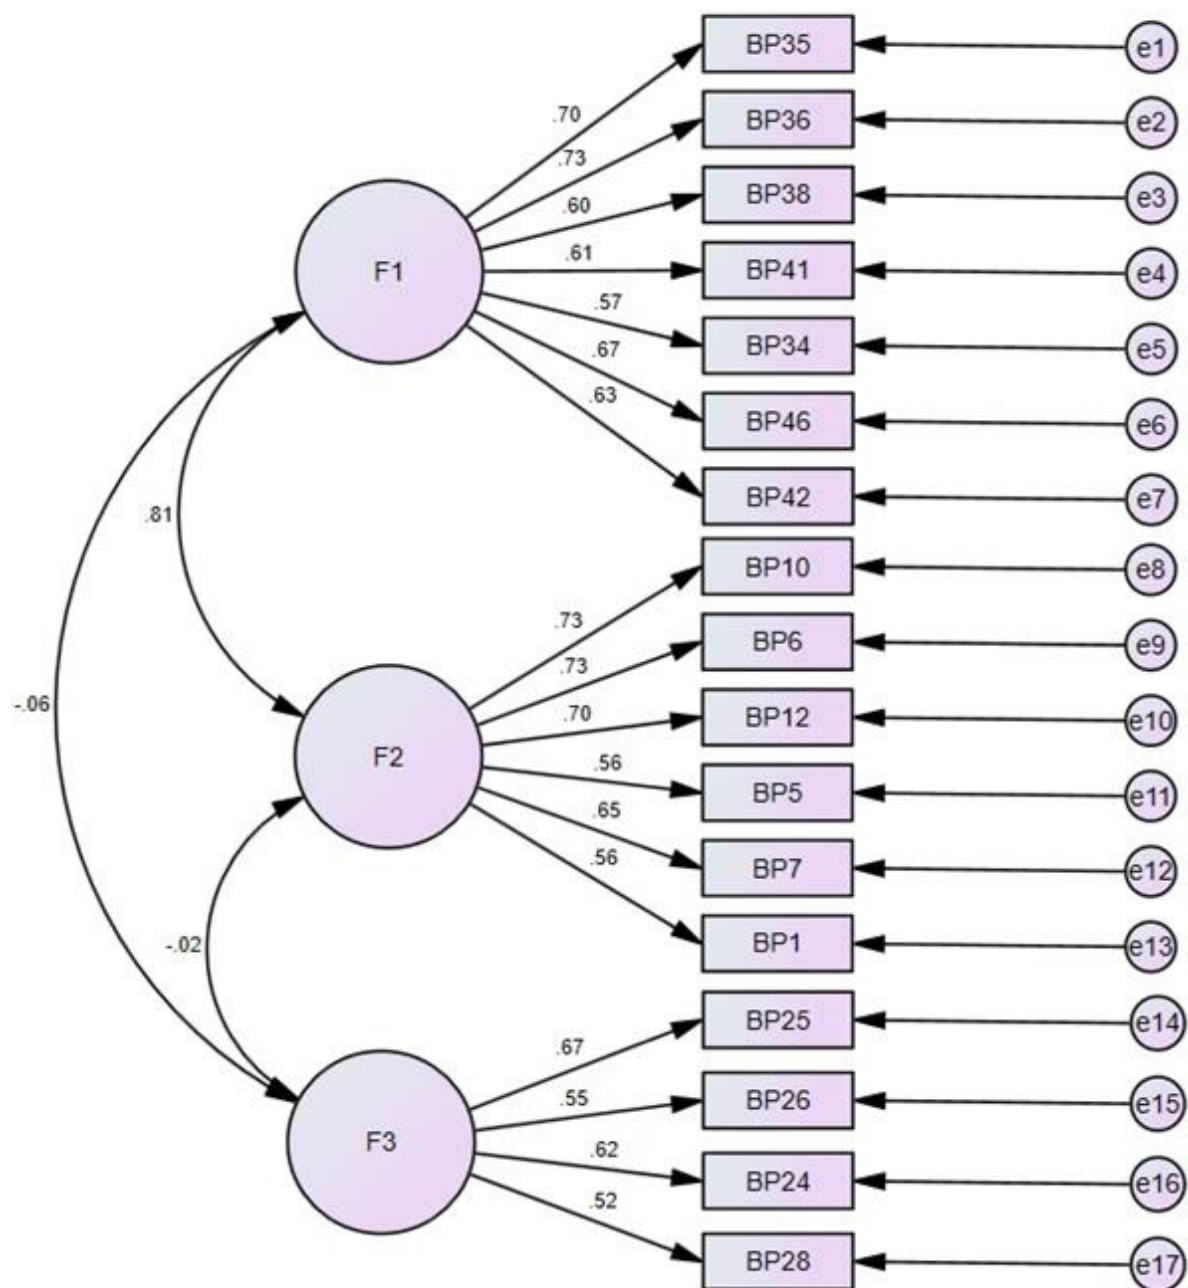 BP35
e1
.70
BP36
e2
.73
BP38
e3
.60
F1
.61
BP41
e4
.57
BP34
e5
.67
BP46
e6
.63
BP42
e7
.81
BP10
e8
.73
BP6
e9
.73
-.06
.70
BP12
e10
F2
.56
BP5
e11
.65
BP7
e12
.56
BP1
e13
-.02
BP25
e14
.67
BP26
e15
.55
F3
.62
BP24
e16
.52
BP28
e17